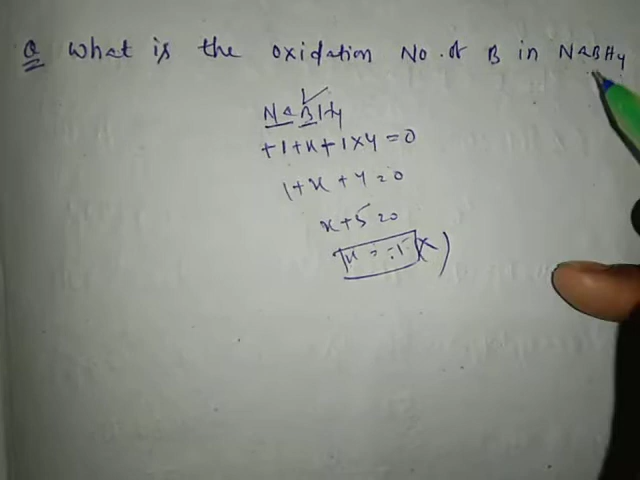 Q What is the oxidation No. of B in NaBH4
NaBH4
+1+x+1×4=0
1+x+4=0
x+5=0
x=-5(×)